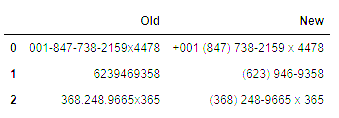 Old New
0 001-847-738-2159x4478 +001 (847) 738-2159 x 4478
1 6239469358 (623) 946-9358
2 368.248.9665x365 (368) 248-9665 x 365